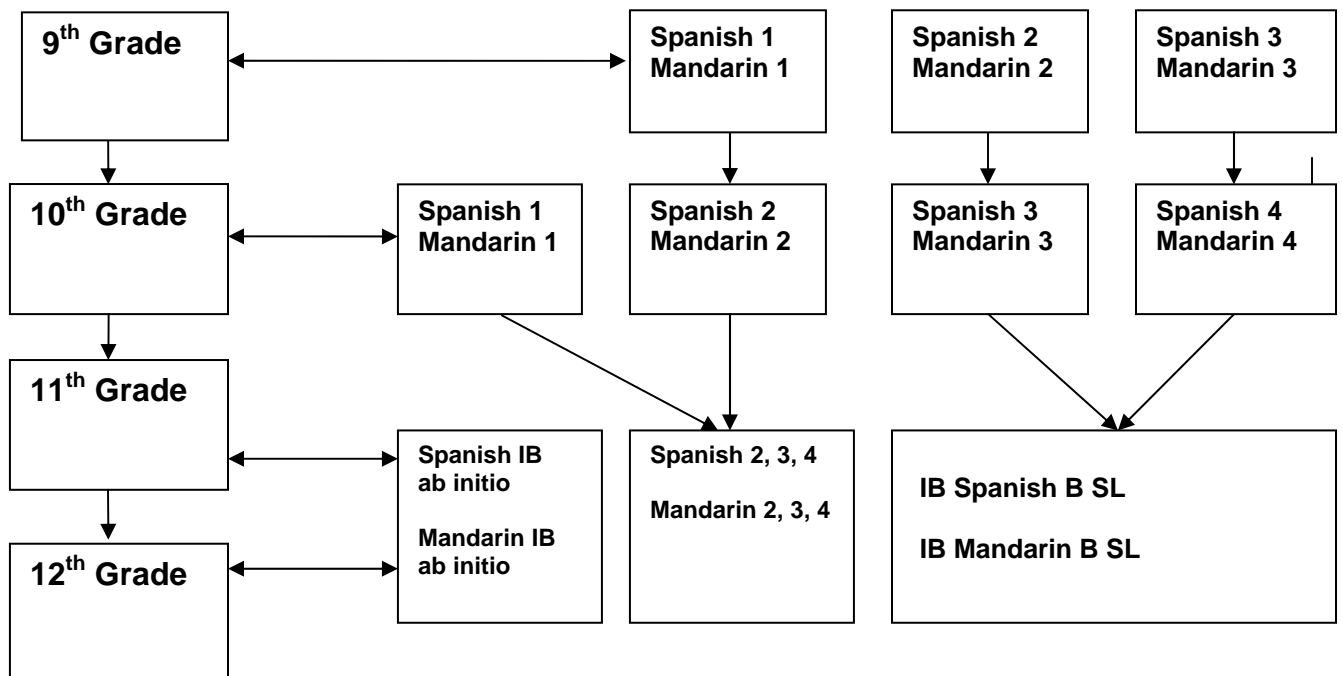 9th Grade
Spanish 1
Mandarin 1
Spanish 2
Mandarin 2
Spanish 3
Mandarin 3
10th Grade
Spanish 1
Mandarin 1
Spanish 2
Mandarin 2
Spanish 3
Mandarin 3
Spanish 4
Mandarin 4
11th Grade
Spanish IB
ab initio
Mandarin IB
ab initio
Spanish 2, 3, 4
Mandarin 2, 3, 4
IB Spanish B SL
IB Mandarin B SL
12th Grade